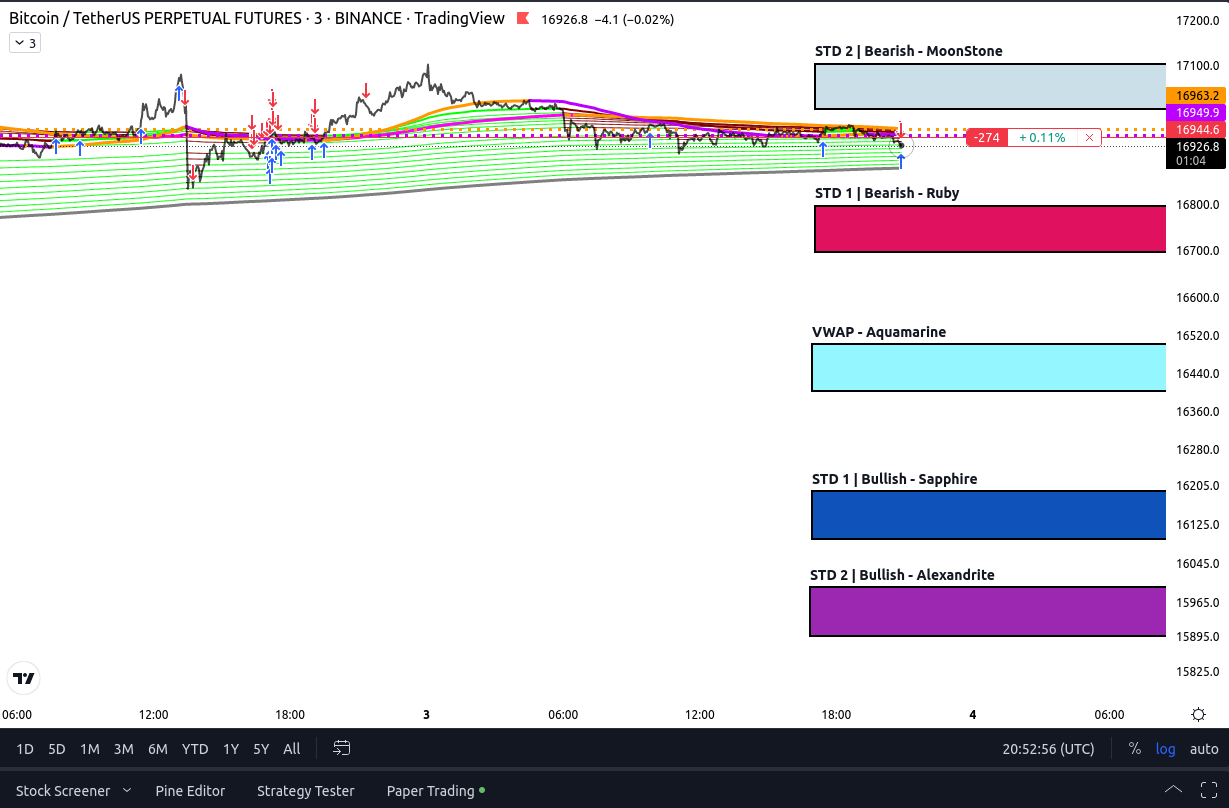 Bitcoin / TetherUS PERPETUAL FUTURES · 3 · BINANCE · TradingView 16926.8 −4.1 (−0.02%)
3
17200.0
STD 2 | Bearish - MoonStone
17100.0
16963.2
16949.9
16944.6
-274 + 0.11% ×
16926.8
01:04
STD 1 | Bearish - Ruby
16800.0
16700.0
16600.0
VWAP - Aquamarine
16520.0
16440.0
16360.0
16280.0
STD 1 | Bullish - Sapphire
16205.0
16125.0
16045.0
STD 2 | Bullish - Alexandrite
15965.0
15895.0
15825.0
06:00 12:00 18:00 3 06:00 12:00 18:00 4 06:00
1D 5D 1M 3M 6M YTD 1Y 5Y All 20:52:56 (UTC) % log auto
Stock Screener Pine Editor Strategy Tester Paper Trading